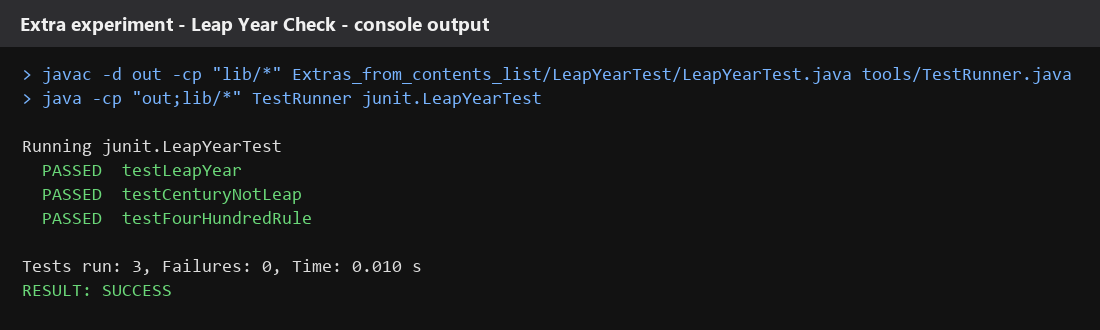 Extra experiment - Leap Year Check - console output
> javac -d out -cp "lib/*" Extras_from_contents_list/LeapYearTest/LeapYearTest.java tools/TestRunner.java
> java -cp "out;lib/*" TestRunner junit.LeapYearTest
Running junit.LeapYearTest
PASSED  testLeapYear
PASSED  testCenturyNotLeap
PASSED  testFourHundredRule
Tests run: 3, Failures: 0, Time: 0.010 s
RESULT: SUCCESS